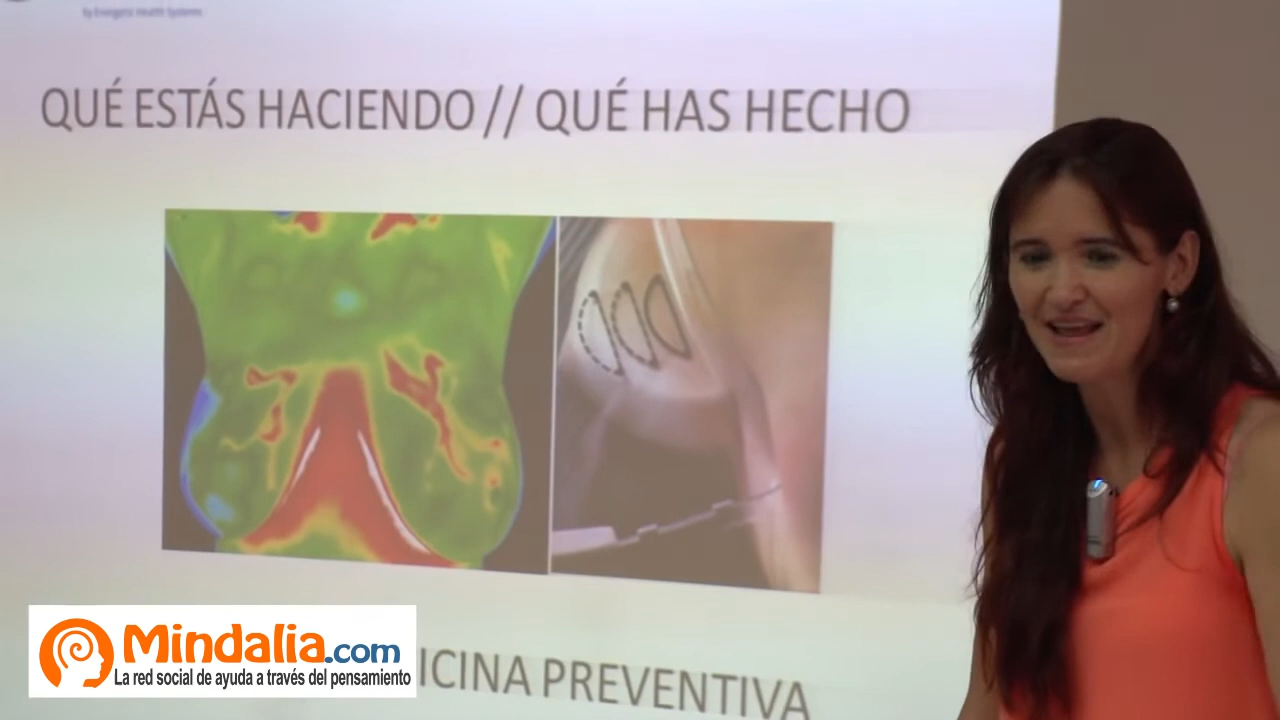 by Energetic Health Systems
QUÉ ESTÁS HACIENDO // QUÉ HAS HECHO
Mindalia.com
La red social de ayuda a través del pensamiento
ICINA PREVENTIVA